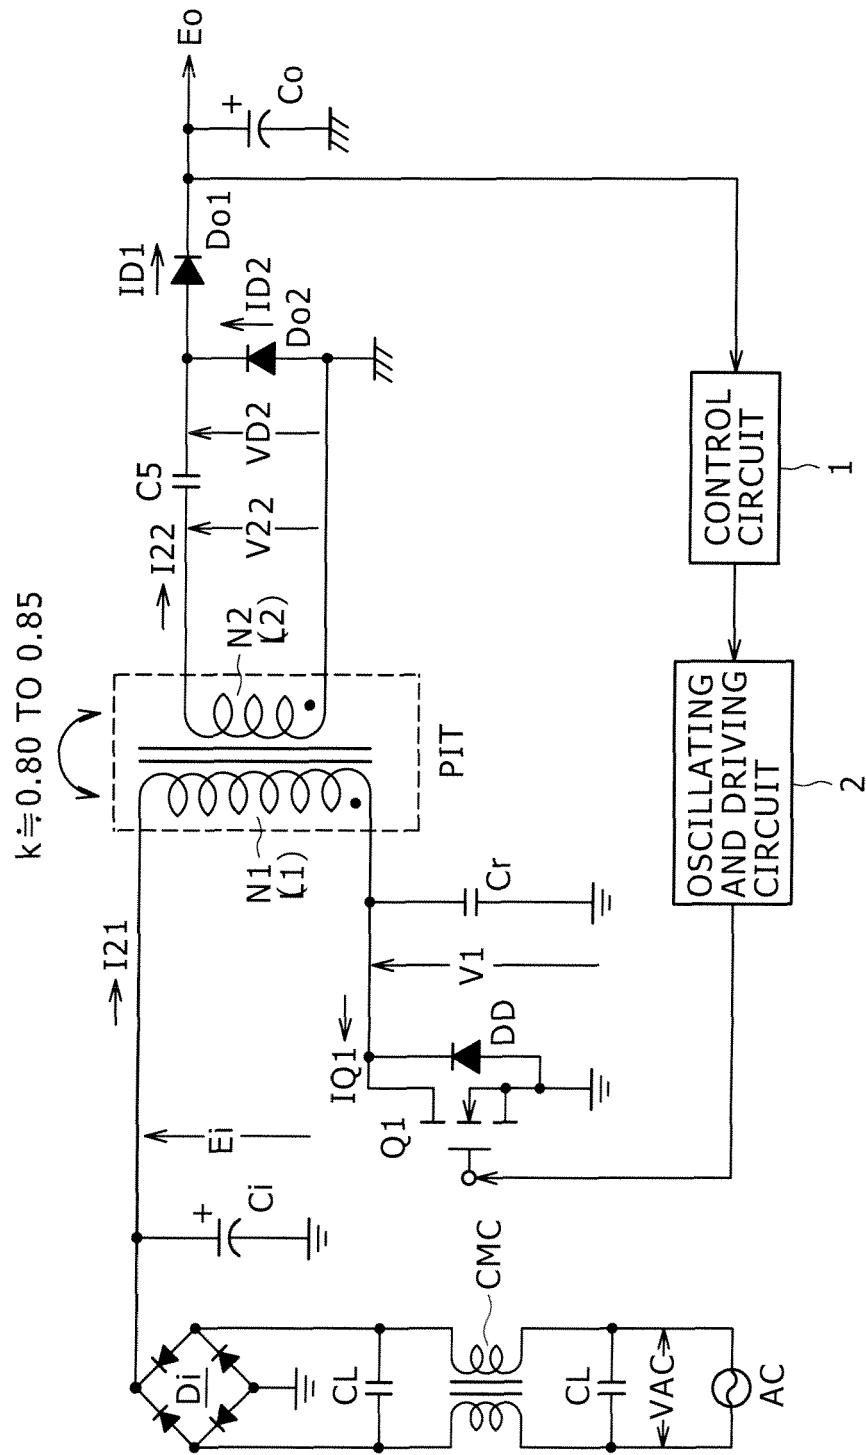 k≒0.80 TO 0.85
I21
N1
(L1)
N2
(L2)
PIT
I22
C5
V22
VD2
ID1
Do1
ID2
Do2
Eo
+
Co
Ei
+
Ci
Di
IQ1
Q1
DD
V1
Cr
CMC
CL
CL
VAC
AC
OSCILLATING
AND DRIVING
CIRCUIT
2
CONTROL
CIRCUIT
1